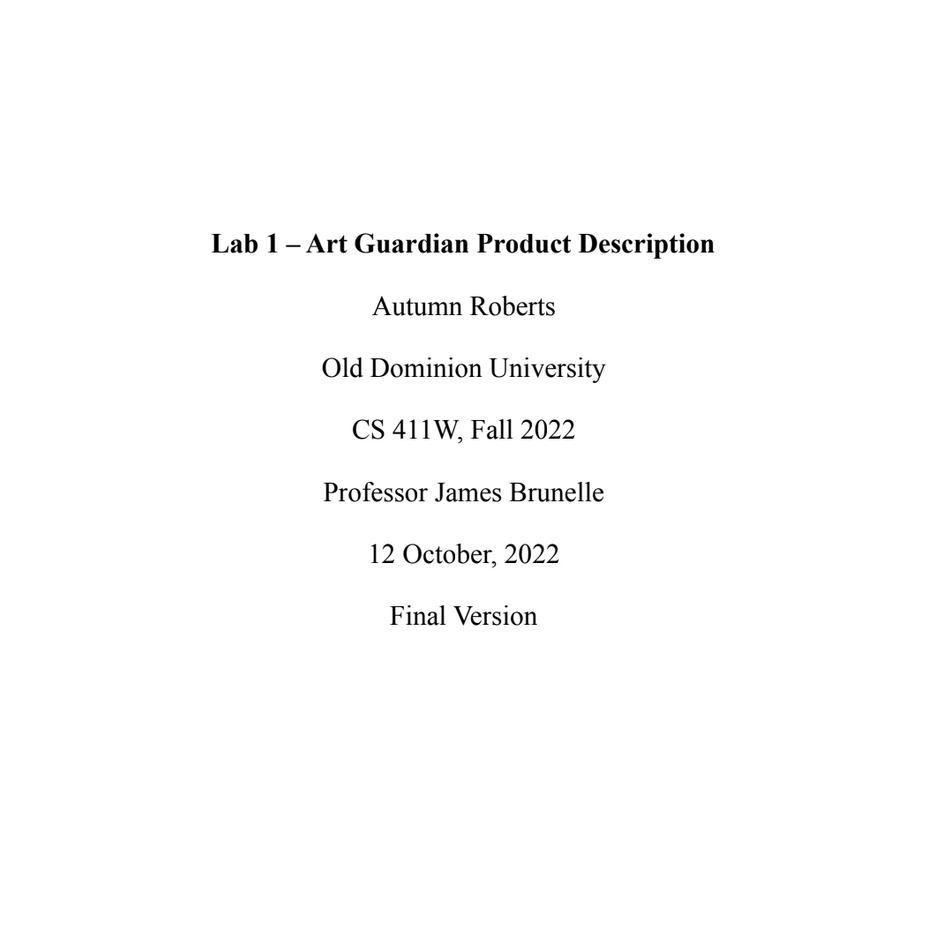 Lab 1 – Art Guardian Product Description
Autumn Roberts
Old Dominion University
CS 411W, Fall 2022
Professor James Brunelle
12 October, 2022
Final Version